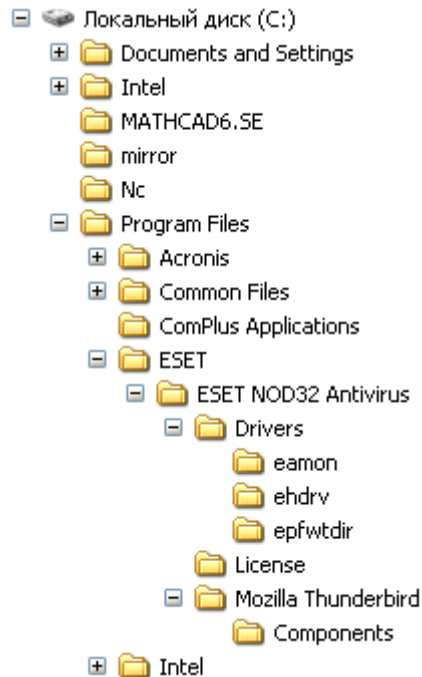 Локальный диск (C:)
Documents and Settings
Intel
MATHCAD6.SE
mirror
Nc
Program Files
Acronis
Common Files
ComPlus Applications
ESET
ESET NOD32 Antivirus
Drivers
eamon
ehdrv
epfwtdir
License
Mozilla Thunderbird
Components
Intel